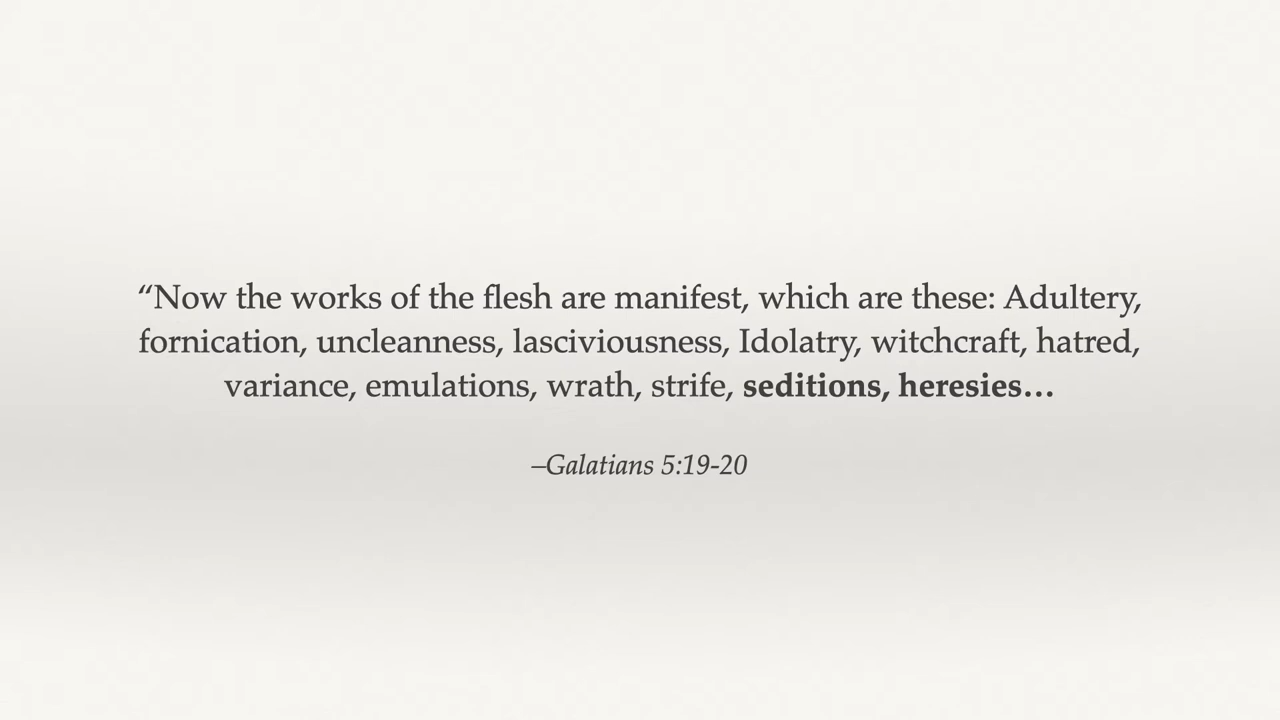 “Now the works of the flesh are manifest, which are these: Adultery,
fornication, uncleanness, lasciviousness, Idolatry, witchcraft, hatred,
variance, emulations, wrath, strife, seditions, heresies…
–Galatians 5:19-20